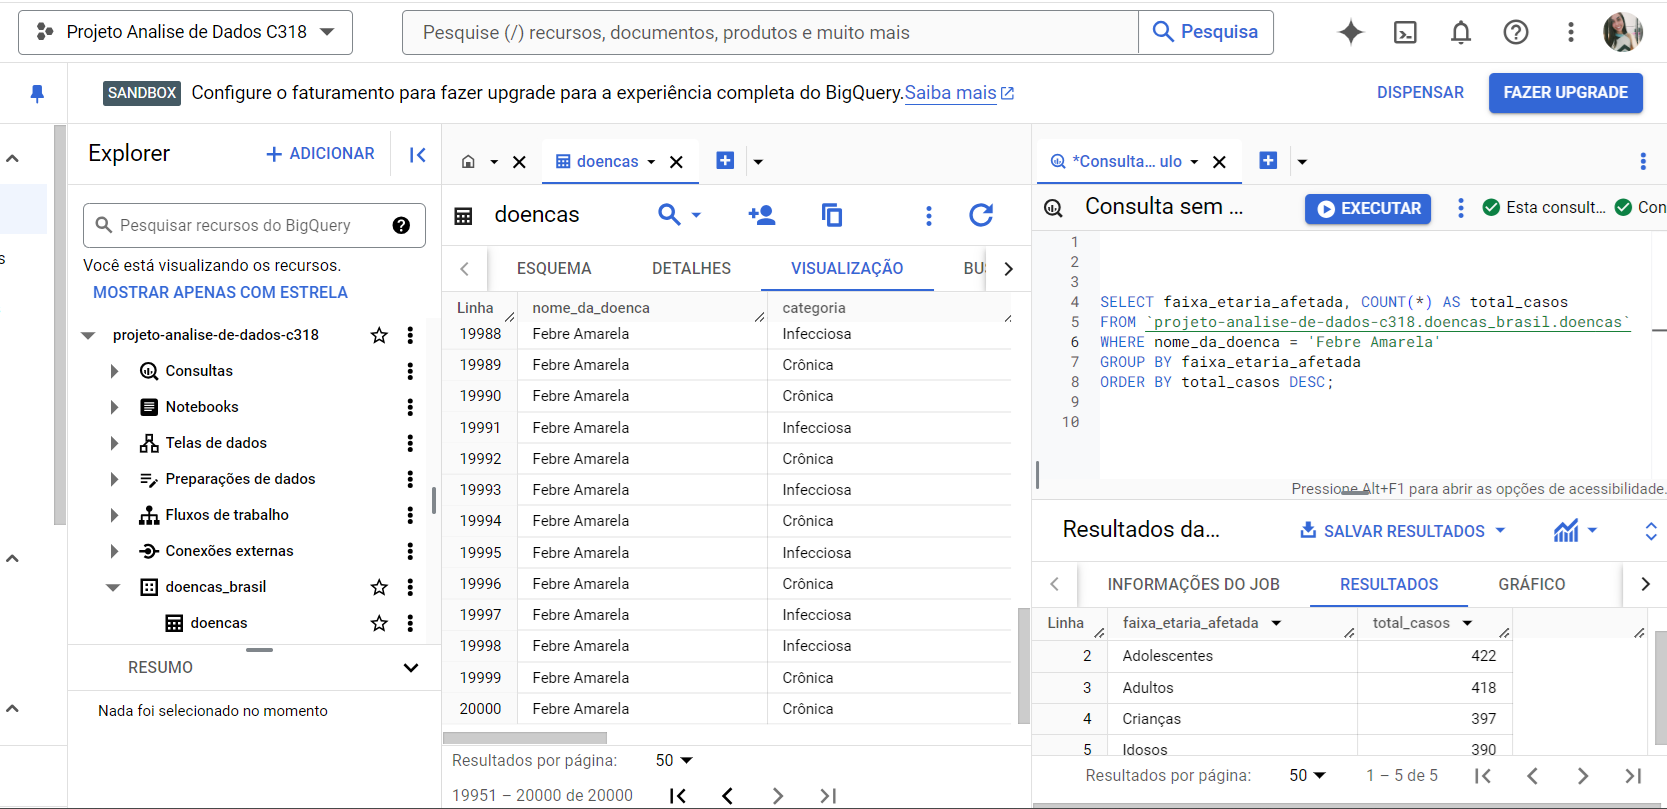 Projeto Analise de Dados C318
Pesquise (/) recursos, documentos, produtos e muito mais
Pesquisa
SANDBOX
Configure o faturamento para fazer upgrade para a experiência completa do BigQuery. Saiba mais
DISPENSAR
FAZER UPGRADE
Explorer
ADICIONAR
Pesquisar recursos do BigQuery
Você está visualizando os recursos.
MOSTRAR APENAS COM ESTRELA
projeto-analise-de-dados-c318
Consultas
Notebooks
Telas de dados
Preparações de dados
Fluxos de trabalho
Conexões externas
doencas_brasil
doencas
RESUMO
Nada foi selecionado no momento
s
doencas
doencas
ESQUEMA DETALHES VISUALIZAÇÃO BU
Linha nome_da_doenca categoria
19988 Febre Amarela Infecciosa
19989 Febre Amarela Crônica
19990 Febre Amarela Crônica
19991 Febre Amarela Infecciosa
19992 Febre Amarela Crônica
19993 Febre Amarela Infecciosa
19994 Febre Amarela Crônica
19995 Febre Amarela Infecciosa
19996 Febre Amarela Crônica
19997 Febre Amarela Infecciosa
19998 Febre Amarela Infecciosa
19999 Febre Amarela Crônica
20000 Febre Amarela Crônica
Resultados por página: 50
19951 – 20000 de 20000
*Consulta... ulo
Consulta sem ...
EXECUTAR
Esta consult...
Con
1
2
3
4 SELECT faixa_etaria_afetada, COUNT(*) AS total_casos
5 FROM `projeto-analise-de-dados-c318.doencas_brasil.doencas`
6 WHERE nome_da_doenca = 'Febre Amarela'
7 GROUP BY faixa_etaria_afetada
8 ORDER BY total_casos DESC;
9
10
Pressione Alt+F1 para abrir as opções de acessibilidade.
Resultados da...
SALVAR RESULTADOS
INFORMAÇÕES DO JOB RESULTADOS GRÁFICO
Linha faixa_etaria_afetada total_casos
2 Adolescentes 422
3 Adultos 418
4 Crianças 397
5 Idosos 390
Resultados por página: 50 1 – 5 de 5